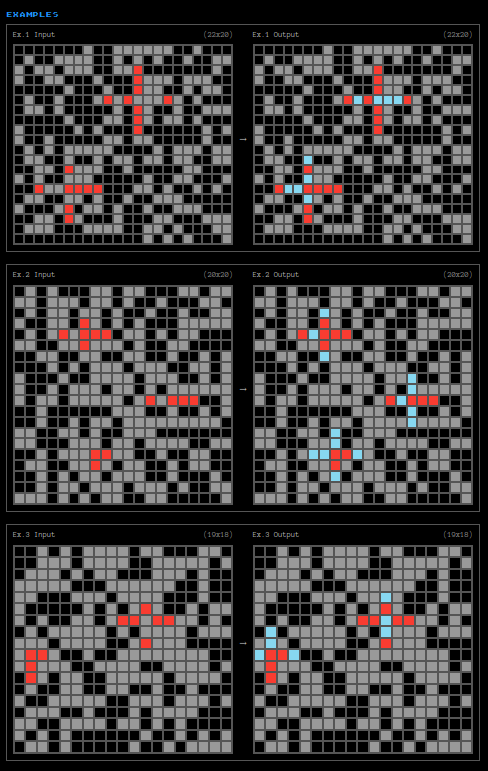 EXAMPLES
Ex.1 Input (22x20) Ex.1 Output (22x20)
→
Ex.2 Input (20x20) Ex.2 Output (20x20)
→
Ex.3 Input (19x18) Ex.3 Output (19x18)
→